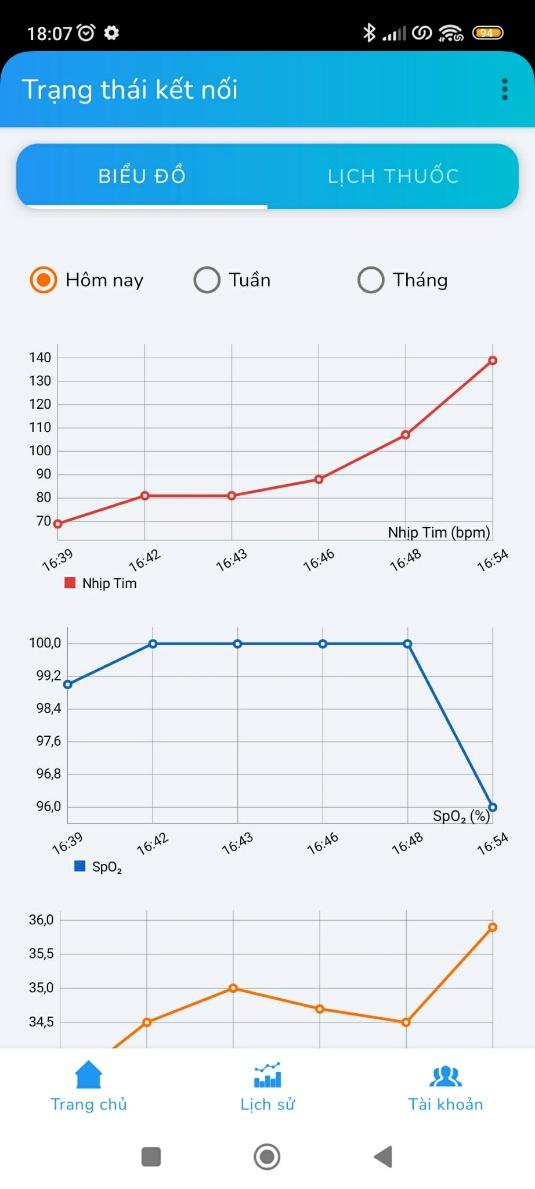 18:07
94
Trạng thái kết nối
BIỂU ĐỒ
LỊCH THUỐC
Hôm nay
Tuần
Tháng
140
130
120
110
100
90
80
70
Nhịp Tim (bpm)
16:39
16:42
16:43
16:46
16:48
16:54
Nhịp Tim
100,0
99,2
98,4
97,6
96,8
96,0
SpO₂ (%)
16:39
16:42
16:43
16:46
16:48
16:54
SpO₂
36,0
35,5
35,0
34,5
Trang chủ
Lịch sử
Tài khoản